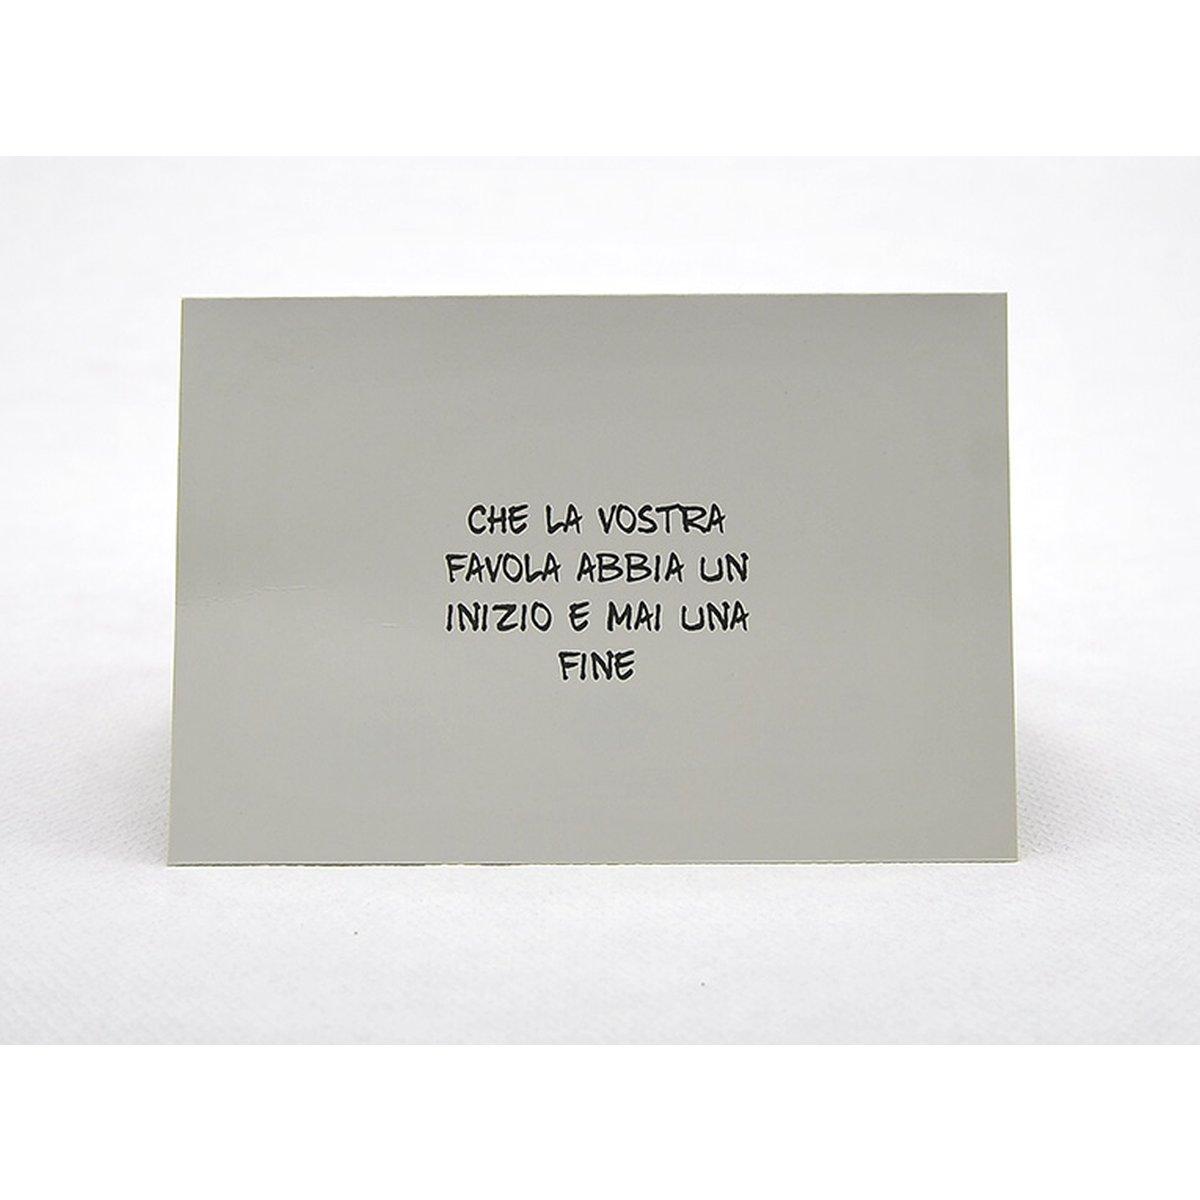 CHE LA VOSTRA
FAVOLA ABBIA UN
INIZIO E MAI UNA
FINE